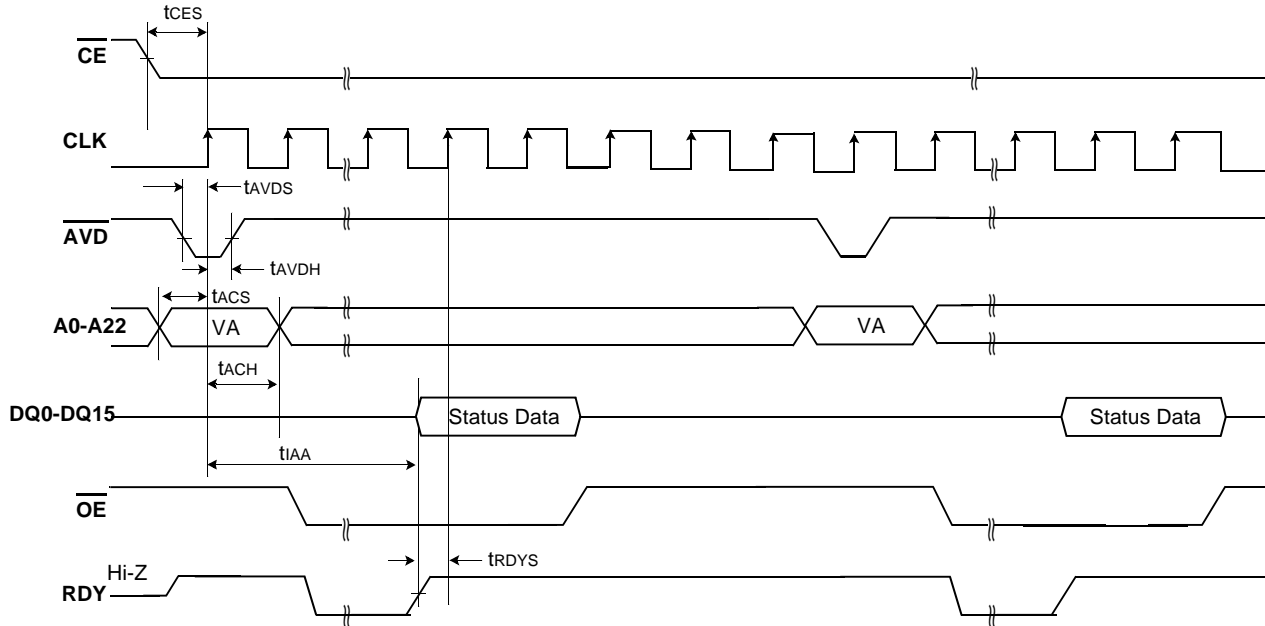 tCES
CE
CLK
tAVDS
AVD
tAVDH
tACS
A0-A22
VA
VA
tACH
DQ0-DQ15
Status Data
Status Data
tIAA
OE
tRDYS
Hi-Z
RDY